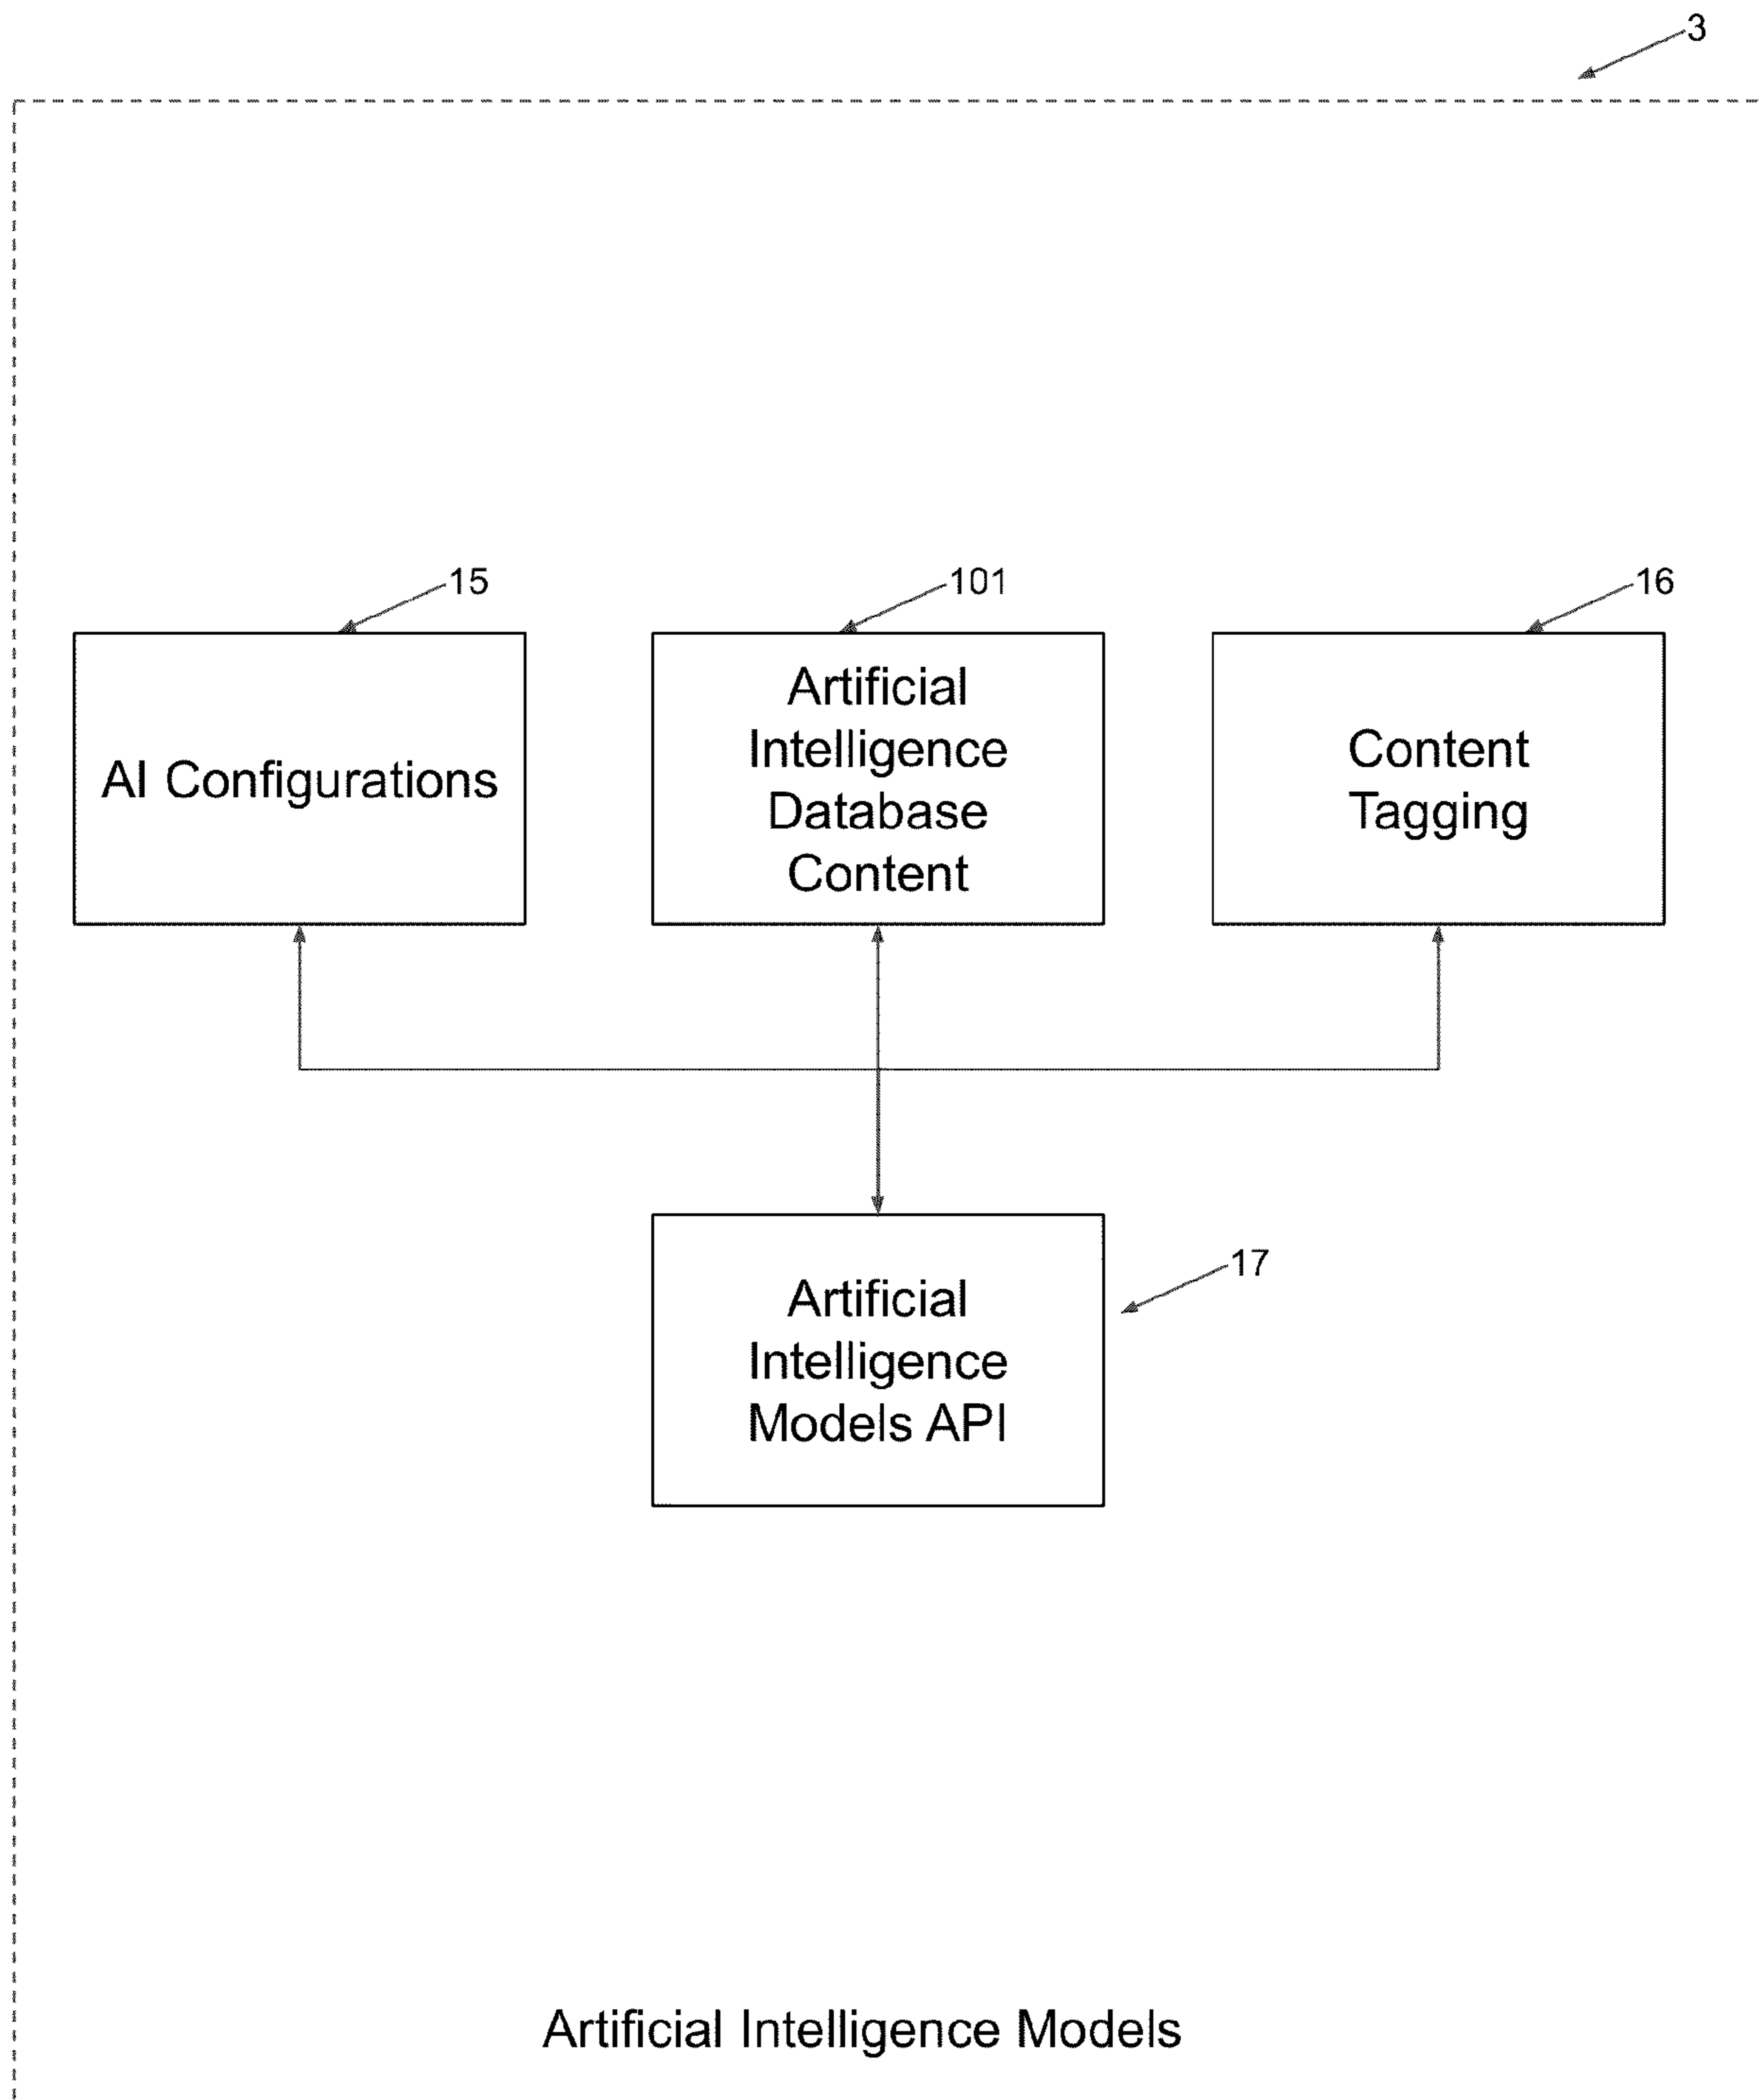 3
15
101
16
AI Configurations
Artificial
Intelligence
Database
Content
Content
Tagging
17
Artificial
Intelligence
Models API
Artificial Intelligence Models